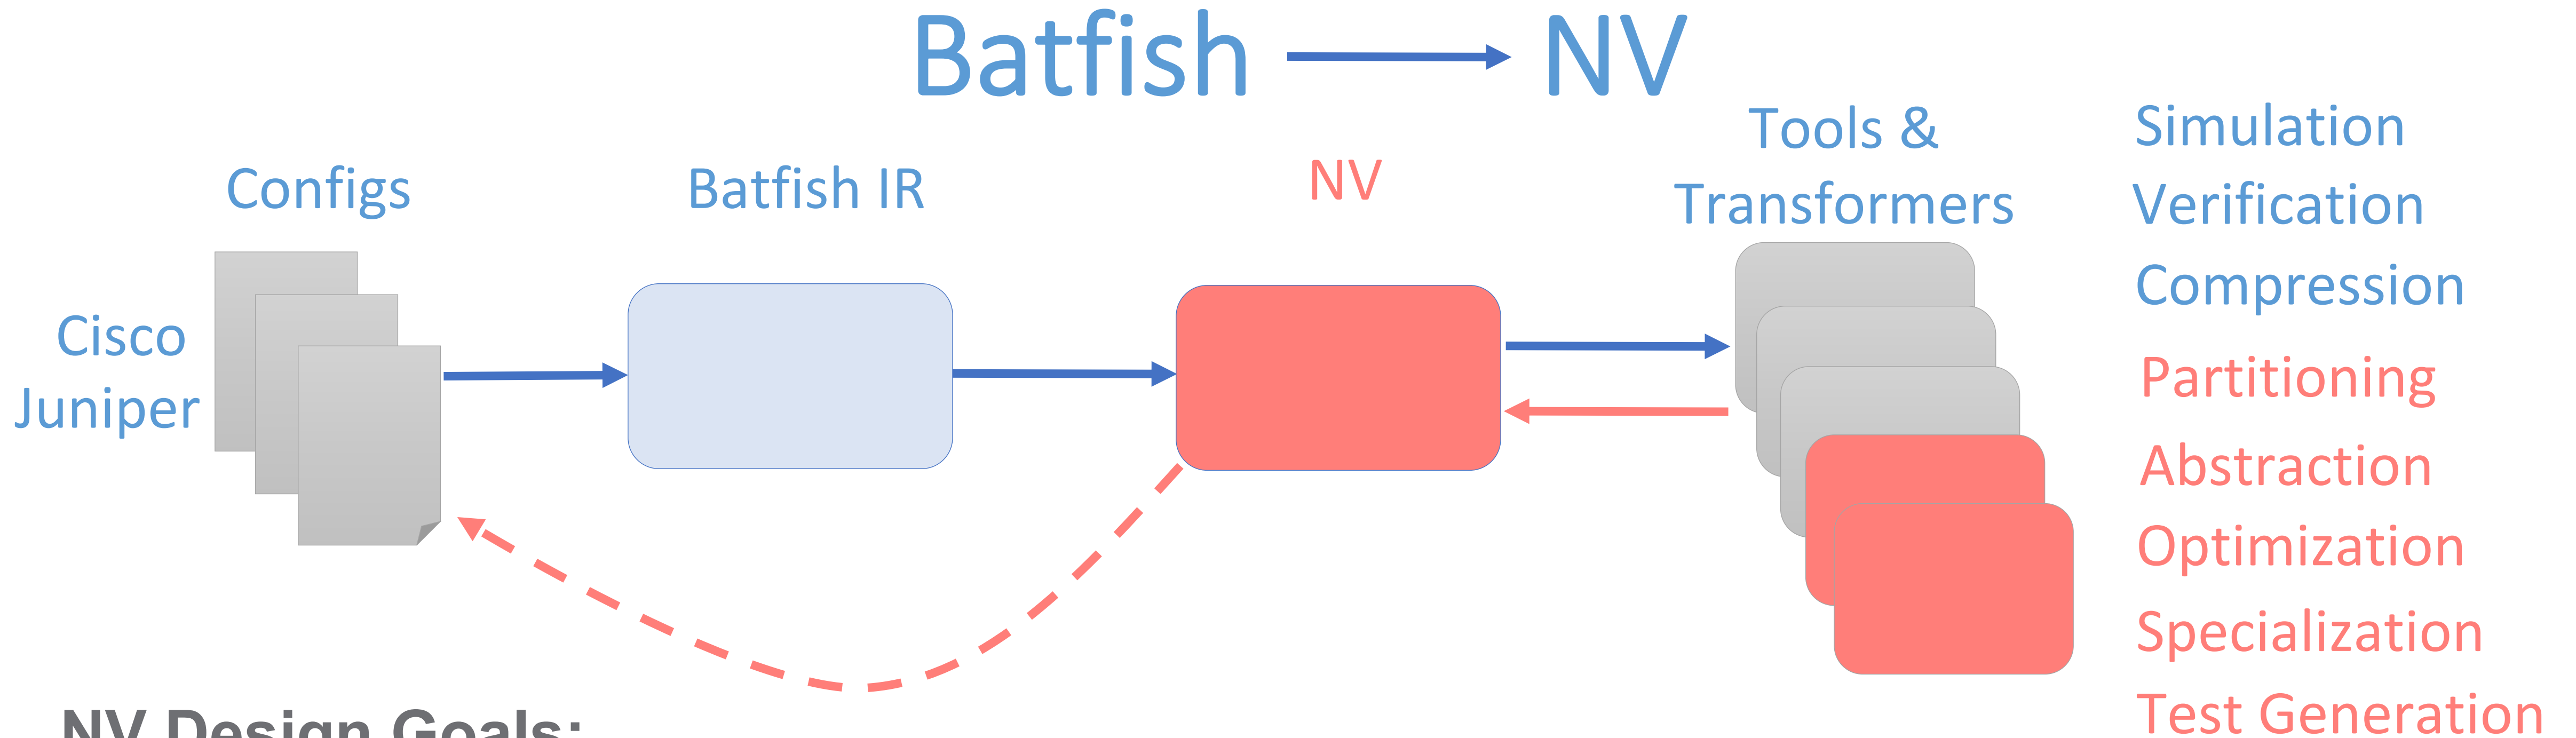 Batfish NV
Configs
Batfish IR
NV
Tools &
Transformers
Cisco
Juniper
Simulation
Verification
Compression
Partitioning
Abstraction
Optimization
Specialization
Test Generation
NV Design Goals: